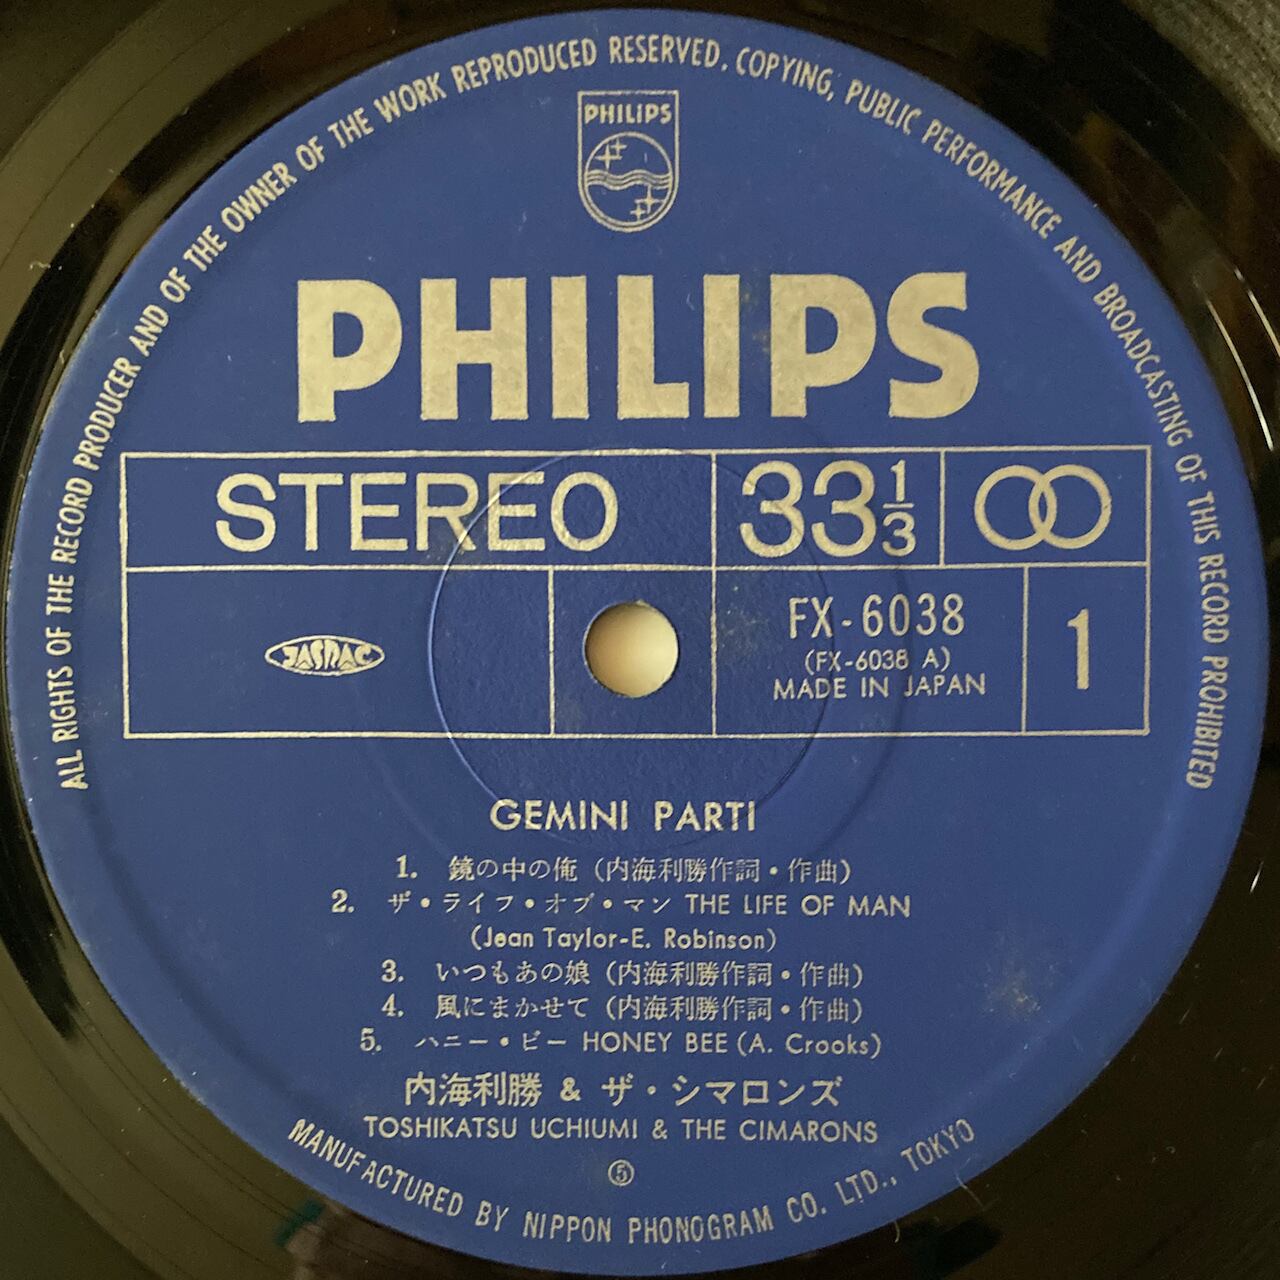 ALL RIGHTS OF THE RECORD PRODUCER AND OF THE OWNER OF THE WORK REPRODUCED RESERVED. COPYING, PUBLIC PERFORMANCE AND BROADCASTING OF THIS RECORD PROHIBITED
PHILIPS
PHILIPS
STEREO
33 1/3
JASRAC
FX-6038
(FX-6038 A)
MADE IN JAPAN
1
GEMINI PARTI
1. 鏡の中の俺 (内海利勝作詞・作曲)
2. ザ・ライフ・オブ・マン THE LIFE OF MAN
(Jean Taylor-E. Robinson)
3. いつもあの娘 (内海利勝作詞・作曲)
4. 風にまかせて (内海利勝作詞・作曲)
5. ハニー・ビー HONEY BEE (A. Crooks)
内海利勝 & ザ・シマロンズ
TOSHIKATSU UCHIUMI & THE CIMARONS
⑤
MANUFACTURED BY NIPPON PHONOGRAM CO. LTD., TOKYO